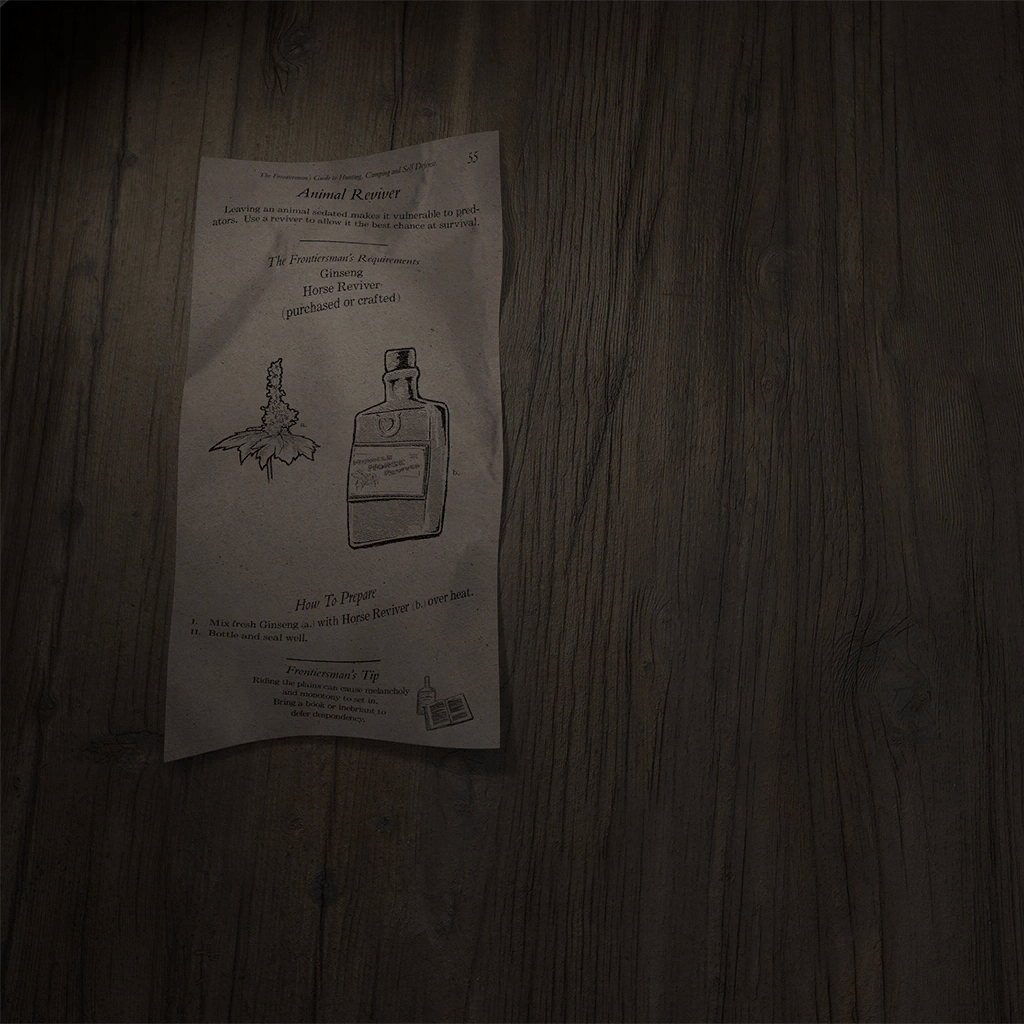 The Frontiersman's Guide to Hunting, Camping and Self Defence
55
Animal Reviver
Leaving an animal sedated makes it vulnerable to pred-
ators. Use a reviver to allow it the best chance at survival.
The Frontiersman's Requirements
Ginseng
Horse Reviver
(purchased or crafted)
HORSE
Reviver
b.
How To Prepare
I. Mix fresh Ginseng (a.) with Horse Reviver (b.) over heat.
II. Bottle and seal well.
Frontiersman's Tip
Riding the plains can cause melancholy
and monotony to set in.
Bring a book or inebriant to
defer despondency.